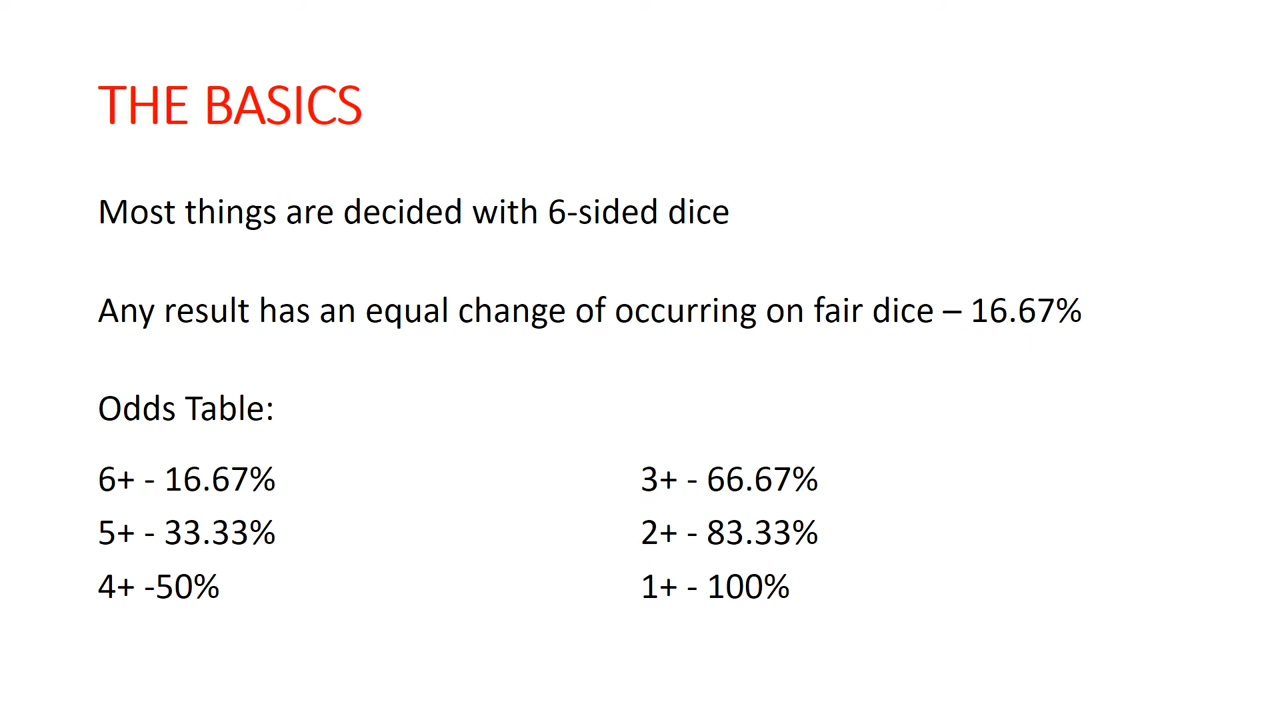 THE BASICS
Most things are decided with 6-sided dice
Any result has an equal change of occurring on fair dice – 16.67%
Odds Table:
6+ - 16.67%
5+ - 33.33%
4+ -50%
3+ - 66.67%
2+ - 83.33%
1+ - 100%